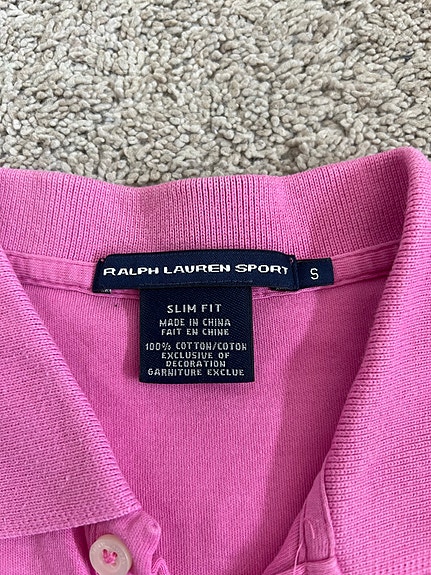 RALPH LAUREN SPORT S
SLIM FIT
MADE IN CHINA
FAIT EN CHINE
100% COTTON/COTON
EXCLUSIVE OF
DECORATION
GARNITURE EXCLUE